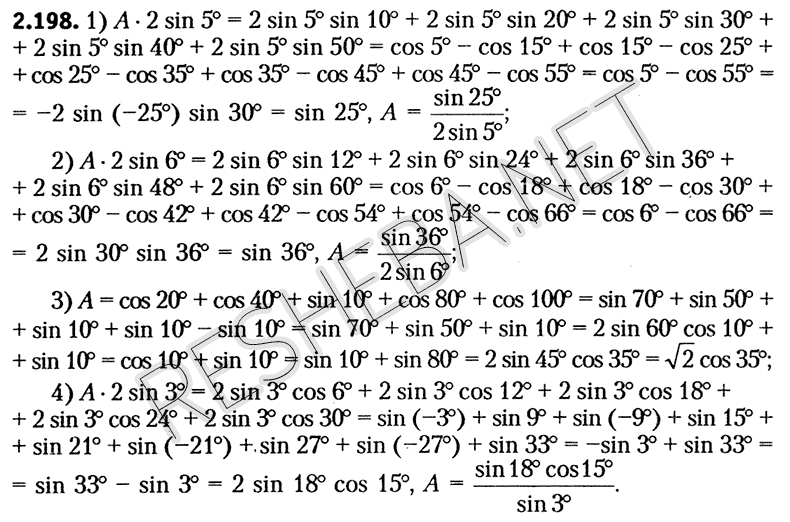 2.198. 1) A · 2 sin 5° = 2 sin 5° sin 10° + 2 sin 5° sin 20° + 2 sin 5° sin 30° +
+ 2 sin 5° sin 40° + 2 sin 5° sin 50° = cos 5° − cos 15° + cos 15° − cos 25° +
+ cos 25° − cos 35° + cos 35° − cos 45° + cos 45° − cos 55° = cos 5° − cos 55° =
= −2 sin (−25°) sin 30° = sin 25°, A = sin 25° / 2 sin 5°;
2) A · 2 sin 6° = 2 sin 6° sin 12° + 2 sin 6° sin 24° + 2 sin 6° sin 36° +
+ 2 sin 6° sin 48° + 2 sin 6° sin 60° = cos 6° − cos 18° + cos 18° − cos 30° +
+ cos 30° − cos 42° + cos 42° − cos 54° + cos 54° − cos 66° = cos 6° − cos 66° =
= 2 sin 30° sin 36° = sin 36°, A = sin 36° / 2 sin 6°;
3) A = cos 20° + cos 40° + sin 10° + cos 80° + cos 100° = sin 70° + sin 50° +
+ sin 10° + sin 10° − sin 10° = sin 70° + sin 50° + sin 10° = 2 sin 60° cos 10° +
+ sin 10° = cos 10° + sin 10° = sin 10° + sin 80° = 2 sin 45° cos 35° = √2 cos 35°;
4) A · 2 sin 3° = 2 sin 3° cos 6° + 2 sin 3° cos 12° + 2 sin 3° cos 18° +
+ 2 sin 3° cos 24° + 2 sin 3° cos 30° = sin (−3°) + sin 9° + sin (−9°) + sin 15° +
+ sin 21° + sin (−21°) + sin 27° + sin (−27°) + sin 33° = −sin 3° + sin 33° =
= sin 33° − sin 3° = 2 sin 18° cos 15°, A = sin 18° cos 15° / sin 3°.
RESHEBA.NET